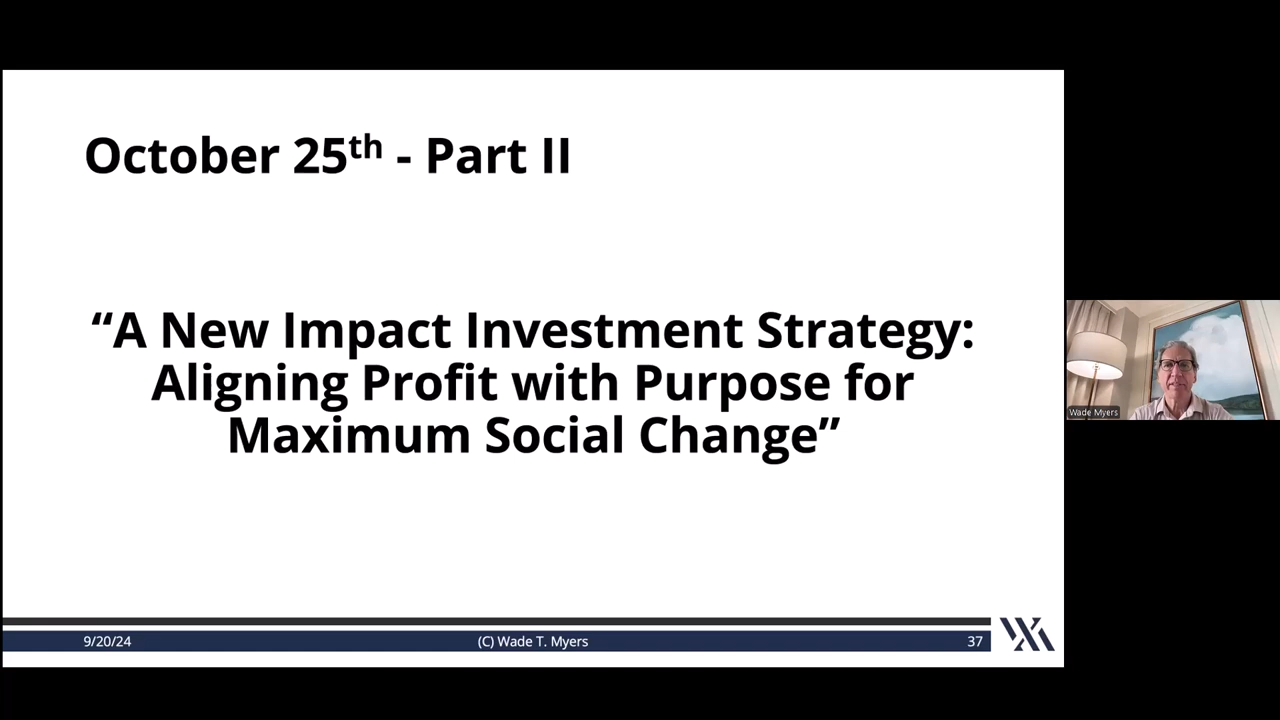 October 25th - Part II
“A New Impact Investment Strategy:
Aligning Profit with Purpose for
Maximum Social Change”
Wade Myers
9/20/24
(C) Wade T. Myers
37